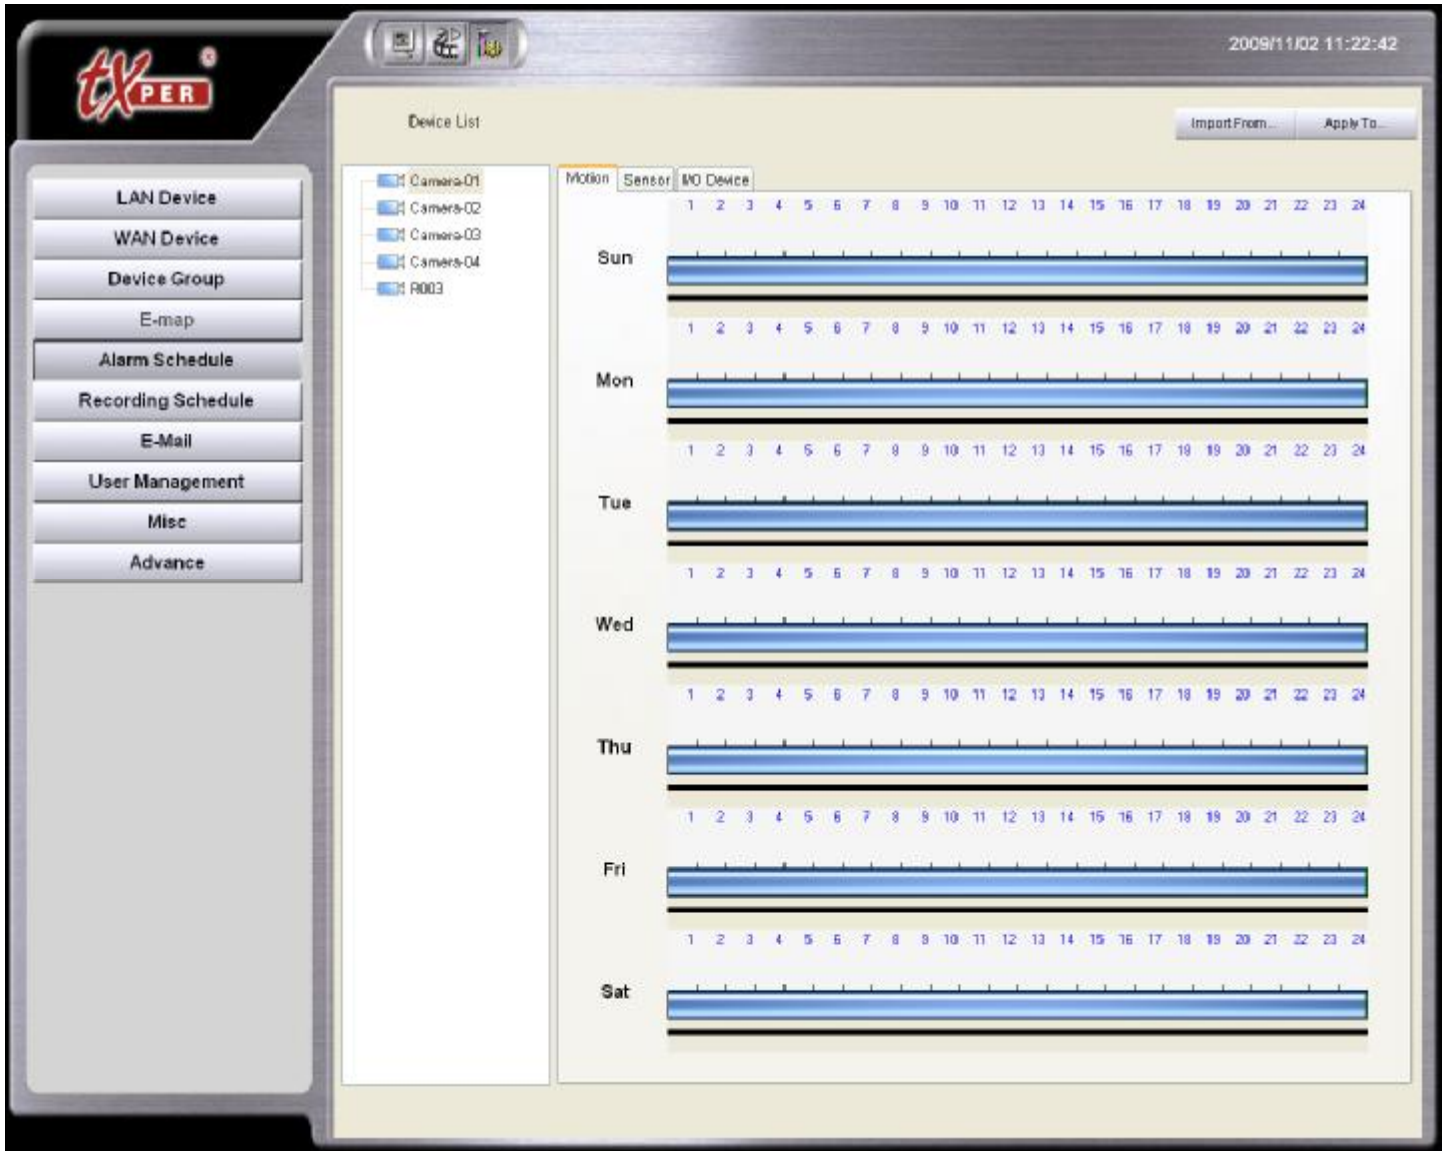 tXPER®
2009/11/02 11:22:42
Device List
Import From...
Apply To...
LAN Device
WAN Device
Device Group
E-map
Alarm Schedule
Recording Schedule
E-Mail
User Management
Misc
Advance
Camera-01
Camera-02
Camera-03
Camera-04
R003
Motion Sensor I/O Device
1 2 3 4 5 6 7 8 9 10 11 12 13 14 15 16 17 18 19 20 21 22 23 24
Sun
1 2 3 4 5 6 7 8 9 10 11 12 13 14 15 16 17 18 19 20 21 22 23 24
Mon
1 2 3 4 5 6 7 8 9 10 11 12 13 14 15 16 17 18 19 20 21 22 23 24
Tue
1 2 3 4 5 6 7 8 9 10 11 12 13 14 15 16 17 18 19 20 21 22 23 24
Wed
1 2 3 4 5 6 7 8 9 10 11 12 13 14 15 16 17 18 19 20 21 22 23 24
Thu
1 2 3 4 5 6 7 8 9 10 11 12 13 14 15 16 17 18 19 20 21 22 23 24
Fri
1 2 3 4 5 6 7 8 9 10 11 12 13 14 15 16 17 18 19 20 21 22 23 24
Sat